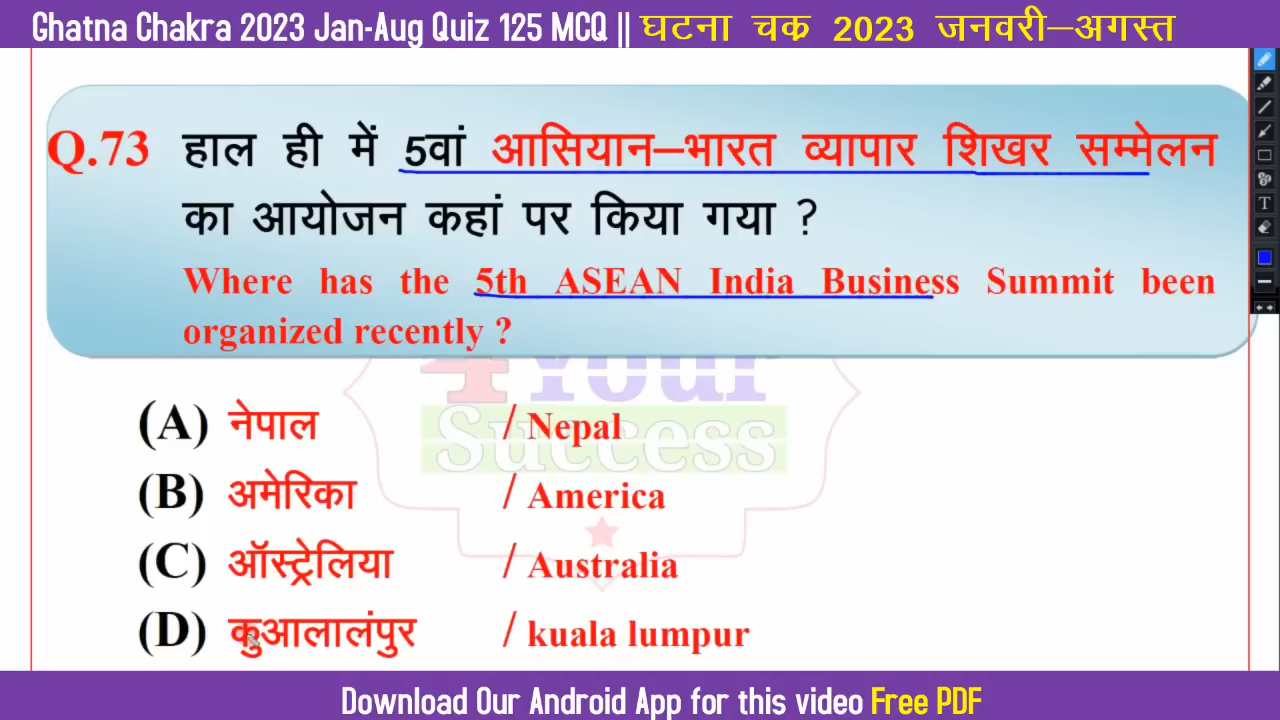 Ghatna Chakra 2023 Jan-Aug Quiz 125 MCQ || घटना चक्र 2023 जनवरी–अगस्त
Q.73 हाल ही में 5वां आसियान–भारत व्यापार शिखर सम्मेलन
का आयोजन कहां पर किया गया ?
Where has the 5th ASEAN India Business Summit been
organized recently ?
4Your
Success
(A) नेपाल / Nepal
(B) अमेरिका / America
(C) ऑस्ट्रेलिया / Australia
(D) कुआलालंपुर / kuala lumpur
Download Our Android App for this video Free PDF